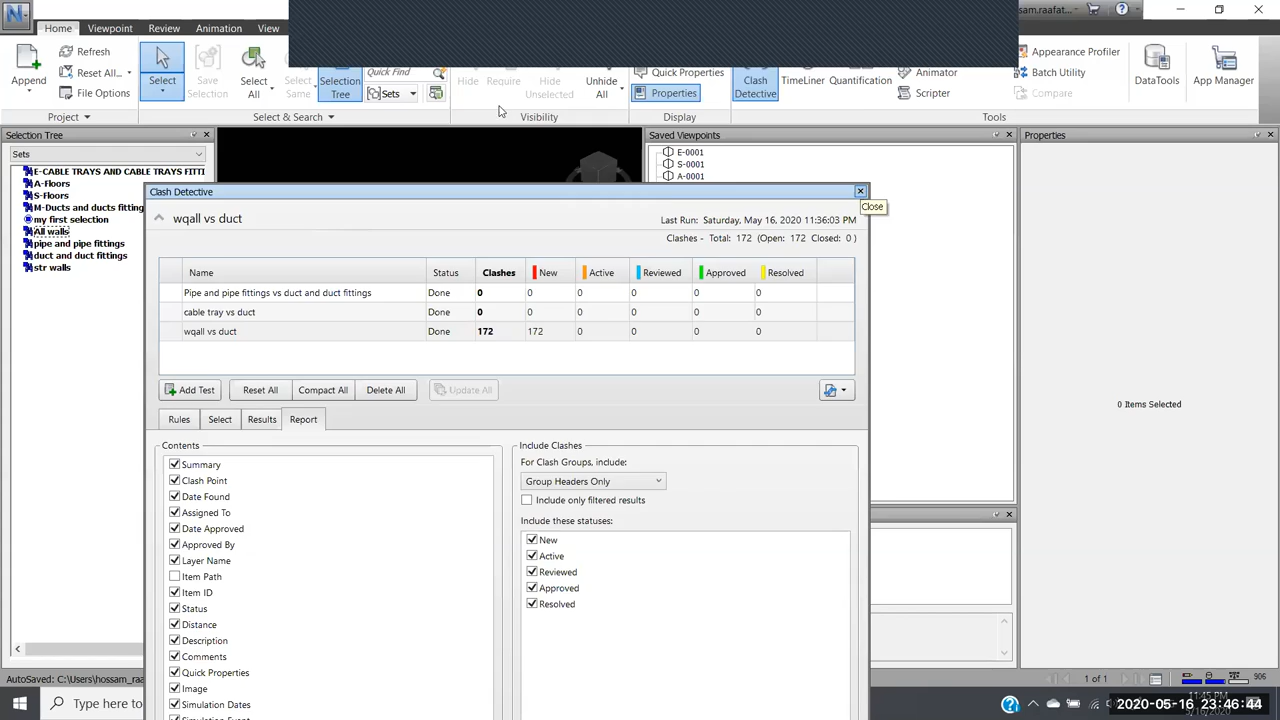 N
ssam.raafat...
?
Home Viewpoint Review Animation View
Append
Refresh
Reset All...
File Options
Project
Select
Save
Selection
Select
All
Select
Same
Selection
Tree
Quick Find
Sets
Select & Search
Hide
Require
Hide
Unselected
Unhide
All
Visibility
Quick Properties
Properties
Display
Clash
Detective
TimeLiner
Quantification
Animator
Scripter
Appearance Profiler
Batch Utility
Compare
Tools
DataTools
App Manager
Selection Tree
Sets
E-CABLE TRAYS AND CABLE TRAYS FITTI
A-Floors
S-Floors
M-Ducts and ducts fitting
my first selection
All walls
pipe and pipe fittings
duct and duct fittings
str walls
Saved Viewpoints
E-0001
S-0001
A-0001
Properties
0 Items Selected
Clash Detective
Close
wqall vs duct
Last Run: Saturday, May 16, 2020 11:36:03 PM
Clashes - Total: 172 (Open: 172 Closed: 0 )
Name Status Clashes New Active Reviewed Approved Resolved
Pipe and pipe fittings vs duct and duct fittings Done 0 0 0 0 0 0
cable tray vs duct Done 0 0 0 0 0 0
wqall vs duct Done 172 172 0 0 0 0
Add Test Reset All Compact All Delete All Update All
Rules Select Results Report
Contents
Summary
Clash Point
Date Found
Assigned To
Date Approved
Approved By
Layer Name
Item Path
Item ID
Status
Distance
Description
Comments
Quick Properties
Image
Simulation Dates
Simulation Event
Include Clashes
For Clash Groups, include:
Group Headers Only
Include only filtered results
Include these statuses:
New
Active
Reviewed
Approved
Resolved
AutoSaved: C:\Users\hossam_raa
1 of 1
906
Type here to
?
11:45 PM
2020-05-16 23:46:44